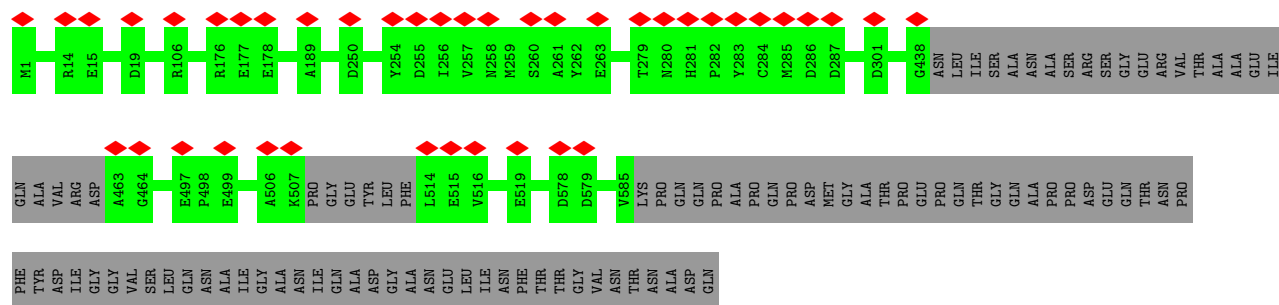 M1 R14 E15 D19 R106 R176 E177 E178 A189 D250 Y254 D255 I256 V257 N258 M259 S260 A261 Y262 E263 T279 N280 H281 P282 Y283 C284 M285 D286 D287 D301 G438 ASN LEU ILE SER ALA ASN ALA SER ARG SER GLY GLU ARG VAL THR ALA ALA GLU ILE
GLN ALA VAL ARG ASP A463 G464 E497 P498 E499 A506 K507 PRO GLY GLU TYR LEU PHE L514 E515 V516 E519 D578 D579 V585 LYS PRO GLN GLN PRO ALA PRO GLN PRO ASP MET GLY ALA THR PRO GLU PRO GLN THR GLY GLN ALA PRO PRO ASP GLU GLN THR ASN PRO
PHE TYR ASP ILE GLY GLY VAL SER LEU GLN ASN ALA ILE GLY ALA ASN ILE GLN ALA ASP GLY ALA ASN GLU LEU ILE ASN PHE THR THR GLY VAL ASN THR ASN ALA ASP GLN